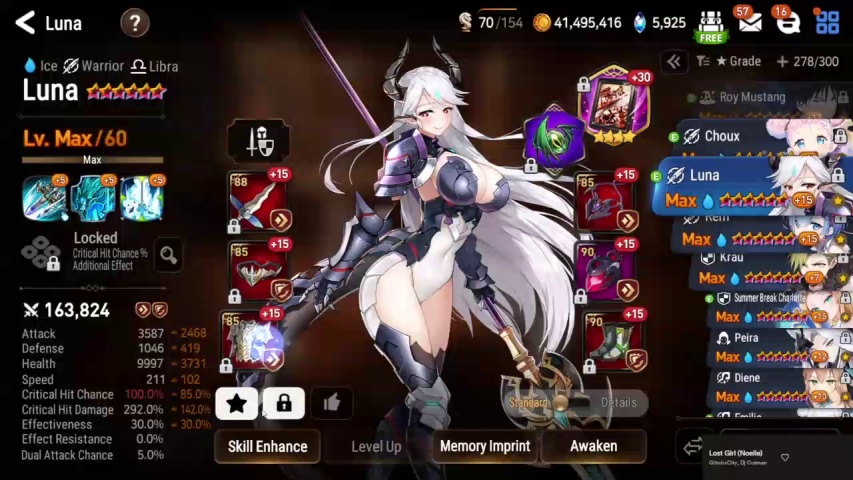 Luna
?
70/154
41,495,416
5,925
FREE
57
16
Ice Warrior Libra
Luna
Lv. Max/60
Max
+5
+5
+5
Locked
Critical Hit Chance %
Additional Effect
163,824
Attack 3587 2468
Defense 1046 419
Health 9997 3731
Speed 211 102
Critical Hit Chance 100.0% 85.0%
Critical Hit Damage 292.0% 142.0%
Effectiveness 30.0% 30.0%
Effect Resistance 0.0%
Dual Attack Chance 5.0%
88 +15
85 +15
85 +15
+30
85 +15
90 +15
90 +15
Standard Details
Skill Enhance
Level Up
Memory Imprint
Awaken
Grade
278/300
Roy Mustang
Max
Choux
Luna
Max +15
Rem
Max +15
Krau
Max +7
Summer Break Charlotte
Max +15
Peira
Max +12
Diene
Max
Lost Girl (Noelle)